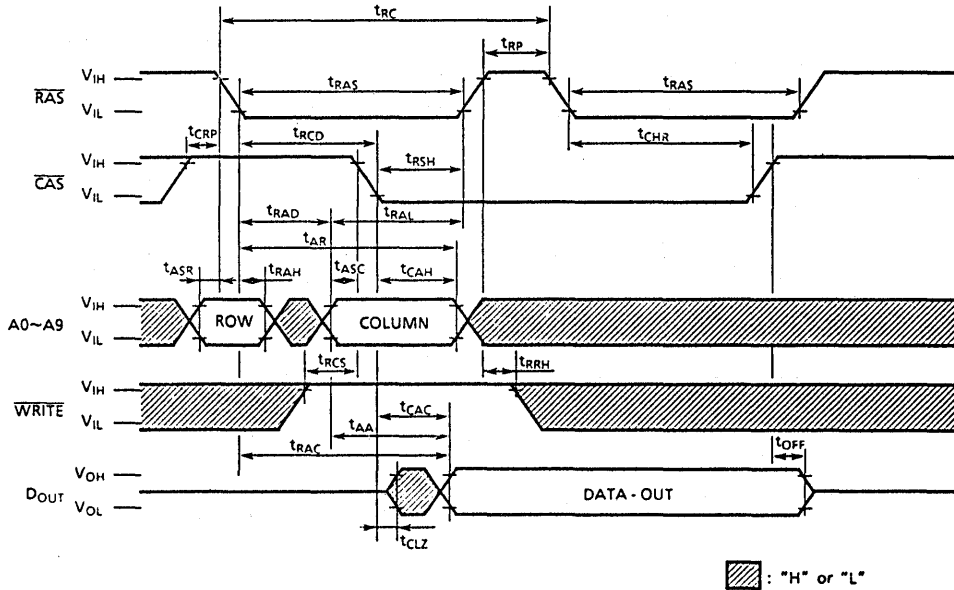 tRC
tRP
VIH
RAS
VIL
tRAS
tRAS
tCRP
tRCD
tCHR
VIH
CAS
VIL
tRSH
tRAD
tRAL
tAR
tASR
tRAH
tASC
tCAH
VIH
A0~A9
VIL
ROW
COLUMN
tRCS
tRRH
VIH
WRITE
VIL
tCAC
tAA
tRAC
tOFF
VOH
DOUT
VOL
DATA - OUT
tCLZ
: "H" or "L"